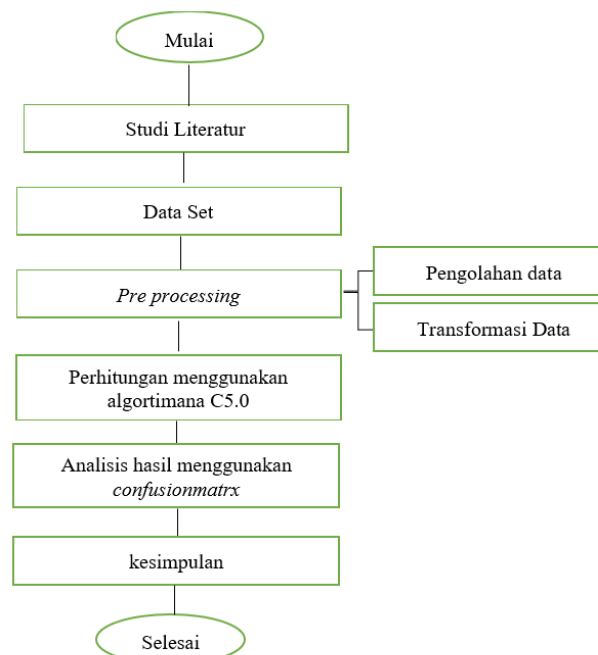 Mulai
Studi Literatur
Data Set
Pre processing
Pengolahan data
Transformasi Data
Perhitungan menggunakan
algortimana C5.0
Analisis hasil menggunakan
confusionmatrx
kesimpulan
Selesai